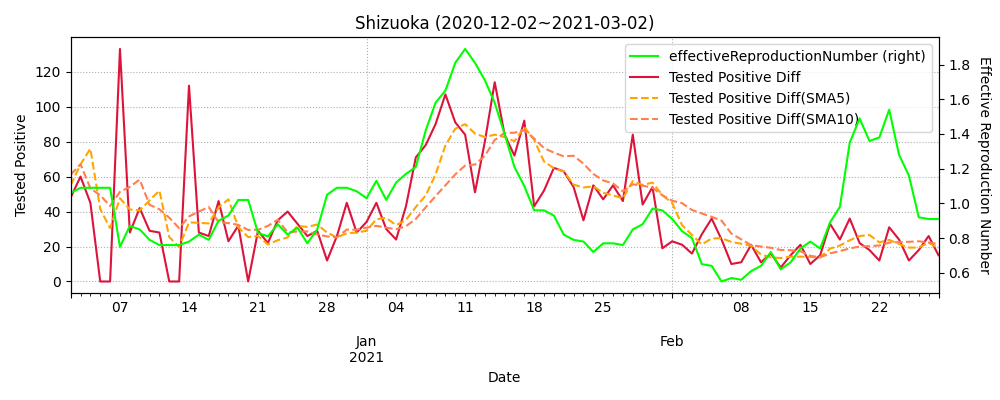 Shizuoka (2020-12-02~2021-03-02)
effectiveReproductionNumber (right)
Tested Positive Diff
Tested Positive Diff(SMA5)
Tested Positive Diff(SMA10)
Tested Positive
120
100
80
60
40
20
0
1.8
1.6
1.4
1.2
1.0
0.8
0.6
Effective Reproduction Number
07 14 21 28 04 11 18 25 08 15 22
Jan Feb
2021
Date